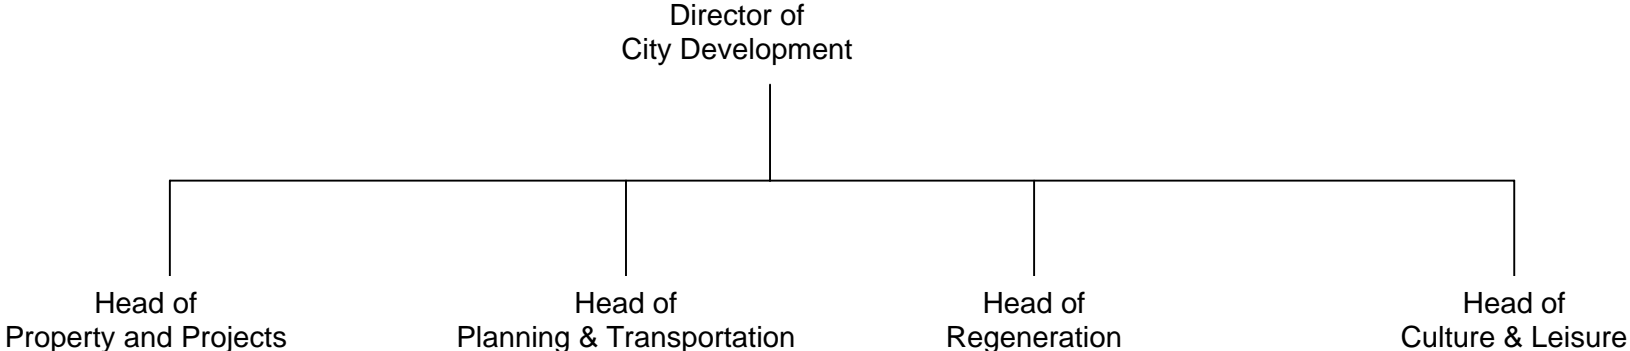 Director of
City Development
Head of
Property and Projects
Head of
Planning & Transportation
Head of
Regeneration
Head of
Culture & Leisure